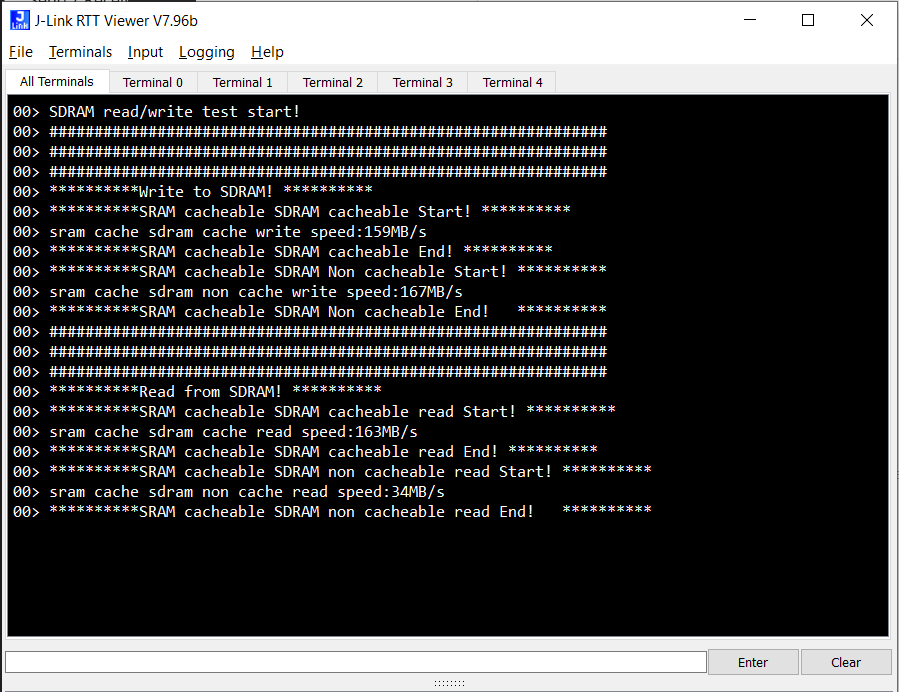 J-Link RTT Viewer V7.96b
File Terminals Input Logging Help
All Terminals Terminal 0 Terminal 1 Terminal 2 Terminal 3 Terminal 4
00> SDRAM read/write test start!
00> ##############################################################
00> ##############################################################
00> ##############################################################
00> **********Write to SDRAM! **********
00> **********SRAM cacheable SDRAM cacheable Start! **********
00> sram cache sdram cache write speed:159MB/s
00> **********SRAM cacheable SDRAM cacheable End! **********
00> **********SRAM cacheable SDRAM Non cacheable Start! **********
00> sram cache sdram non cache write speed:167MB/s
00> **********SRAM cacheable SDRAM Non cacheable End!   **********
00> ##############################################################
00> ##############################################################
00> ##############################################################
00> **********Read from SDRAM! **********
00> **********SRAM cacheable SDRAM cacheable read Start! **********
00> sram cache sdram cache read speed:163MB/s
00> **********SRAM cacheable SDRAM cacheable read End! **********
00> **********SRAM cacheable SDRAM non cacheable read Start! **********
00> sram cache sdram non cache read speed:34MB/s
00> **********SRAM cacheable SDRAM non cacheable read End!   **********
Enter Clear